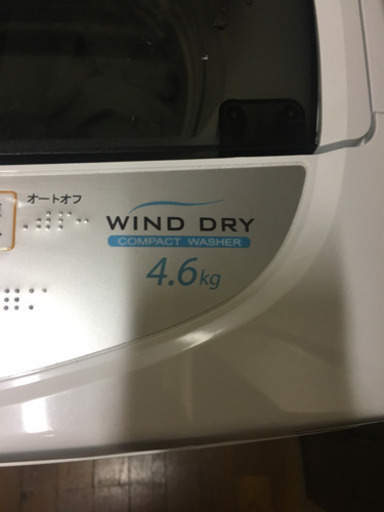 オートオフ
WIND DRY
COMPACT WASHER
4.6kg